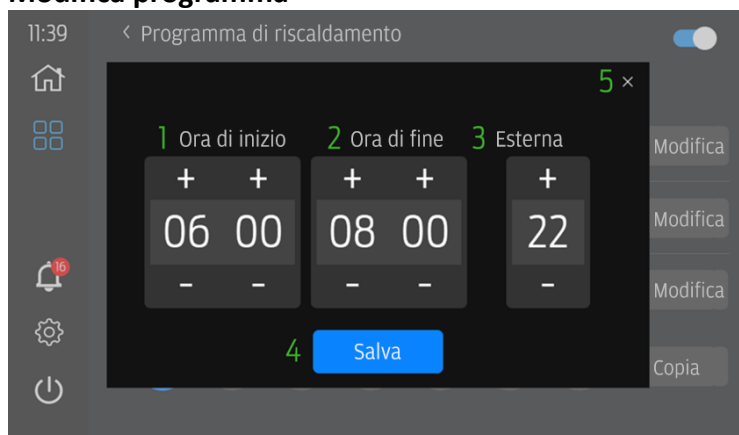 Modifica programma
11:39
< Programma di riscaldamento
5 ×
1 Ora di inizio 2 Ora di fine 3 Esterna
Modifica
+ + + + +
06 00 08 00 22
Modifica
- - - - -
16
Modifica
4 Salva
Copia